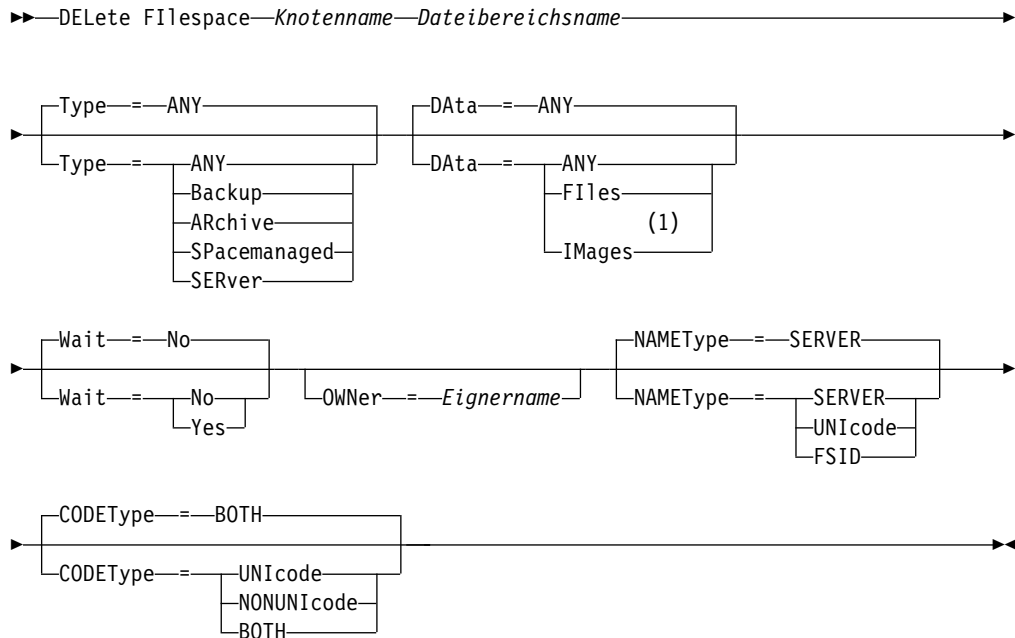 DELete FIlespace Knotenname Dateibereichsname
Type = ANY DAta = ANY
Type = ANY DAta = ANY
Backup FIles
ARchive (1)
SPacemanaged IMages
SERver
Wait = No NAMEType = SERVER
Wait = No OWNer = Eignername NAMEType = SERVER
Yes UNIcode
FSID
CODEType = BOTH
CODEType = UNIcode
NONUNIcode
BOTH